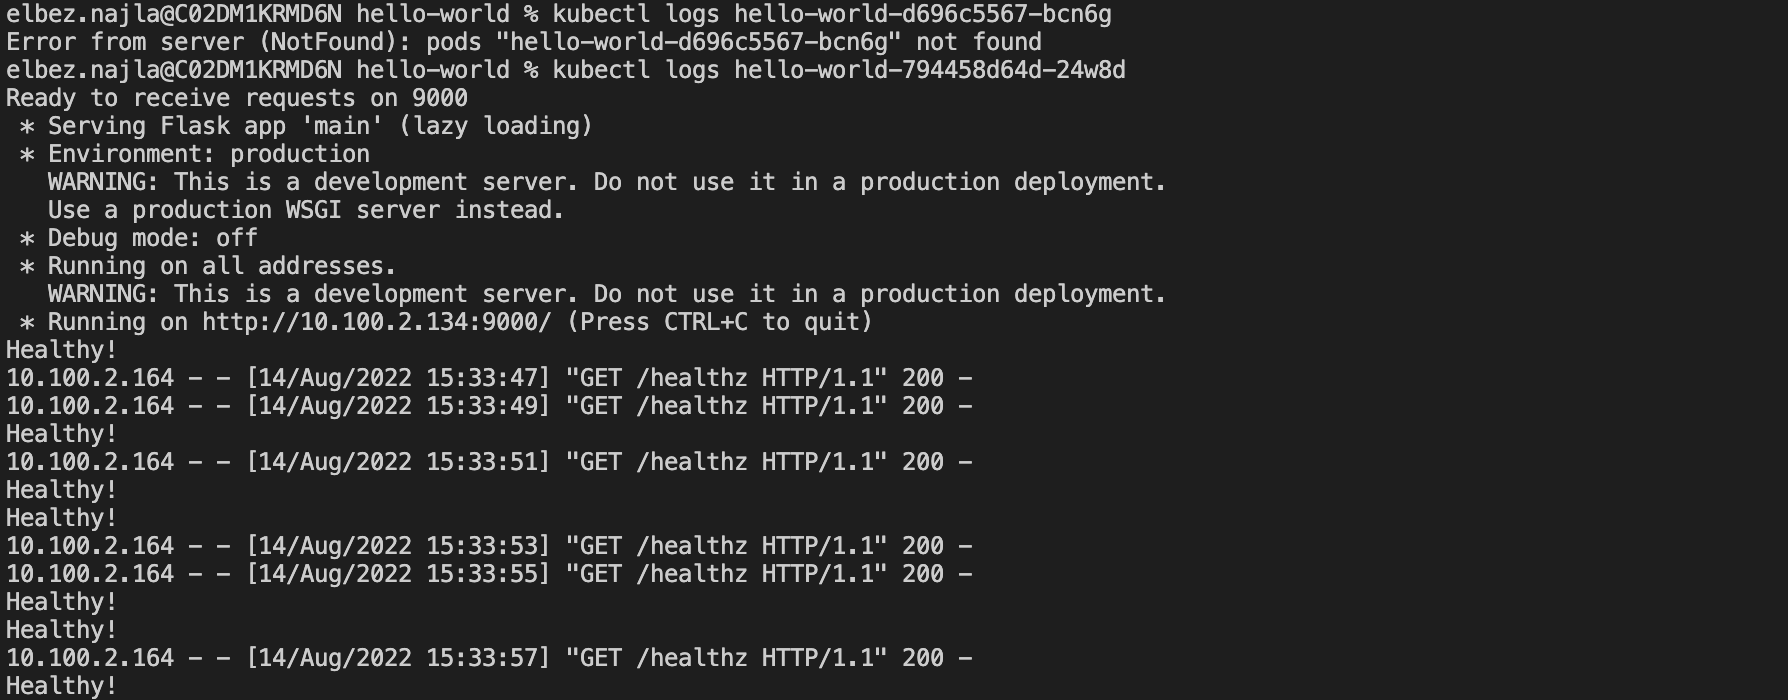 elbez.najla@C02DM1KRMD6N hello-world % kubectl logs hello-world-d696c5567-bcn6g
Error from server (NotFound): pods "hello-world-d696c5567-bcn6g" not found
elbez.najla@C02DM1KRMD6N hello-world % kubectl logs hello-world-794458d64d-24w8d
Ready to receive requests on 9000
 * Serving Flask app 'main' (lazy loading)
 * Environment: production
   WARNING: This is a development server. Do not use it in a production deployment.
   Use a production WSGI server instead.
 * Debug mode: off
 * Running on all addresses.
   WARNING: This is a development server. Do not use it in a production deployment.
 * Running on http://10.100.2.134:9000/ (Press CTRL+C to quit)
Healthy!
10.100.2.164 - - [14/Aug/2022 15:33:47] "GET /healthz HTTP/1.1" 200 -
10.100.2.164 - - [14/Aug/2022 15:33:49] "GET /healthz HTTP/1.1" 200 -
Healthy!
10.100.2.164 - - [14/Aug/2022 15:33:51] "GET /healthz HTTP/1.1" 200 -
Healthy!
Healthy!
10.100.2.164 - - [14/Aug/2022 15:33:53] "GET /healthz HTTP/1.1" 200 -
10.100.2.164 - - [14/Aug/2022 15:33:55] "GET /healthz HTTP/1.1" 200 -
Healthy!
Healthy!
10.100.2.164 - - [14/Aug/2022 15:33:57] "GET /healthz HTTP/1.1" 200 -
Healthy!